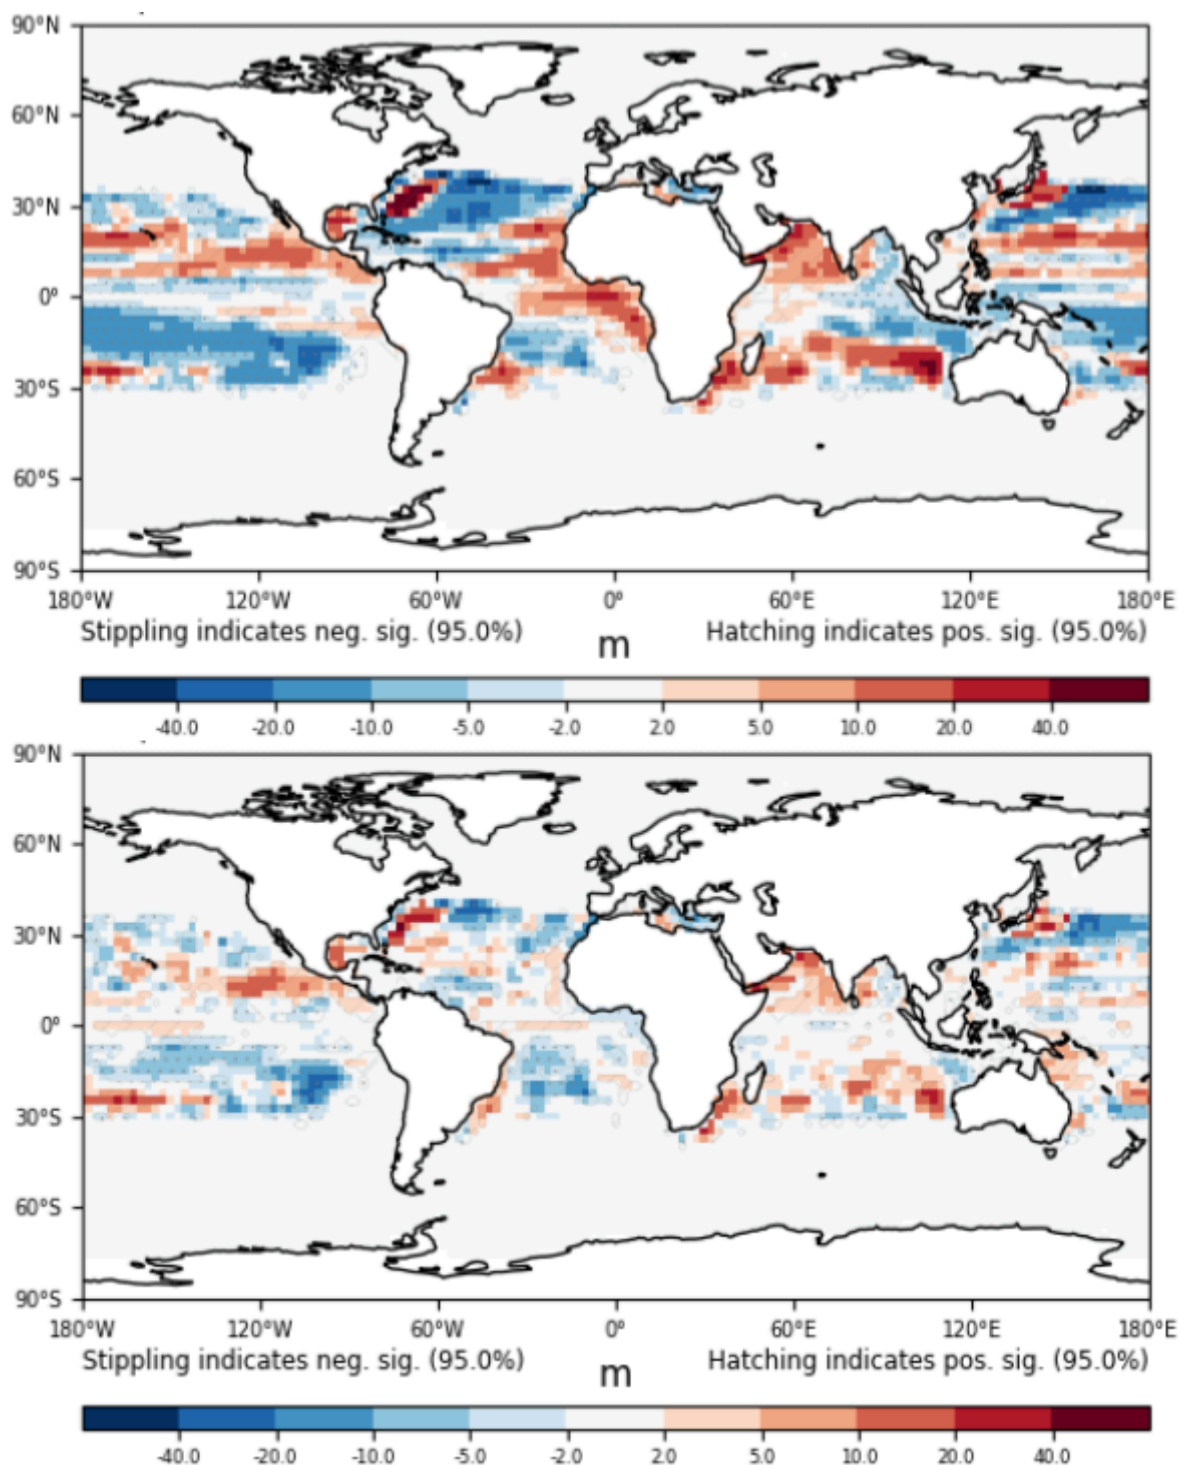 90°N
60°N
30°N
0°
30°S
60°S
90°S
180°W 120°W 60°W 0° 60°E 120°E 180°E
Stippling indicates neg. sig. (95.0%) m Hatching indicates pos. sig. (95.0%)
-40.0 -20.0 -10.0 -5.0 -2.0 2.0 5.0 10.0 20.0 40.0
90°N
60°N
30°N
0°
30°S
60°S
90°S
180°W 120°W 60°W 0° 60°E 120°E 180°E
Stippling indicates neg. sig. (95.0%) m Hatching indicates pos. sig. (95.0%)
-40.0 -20.0 -10.0 -5.0 -2.0 2.0 5.0 10.0 20.0 40.0